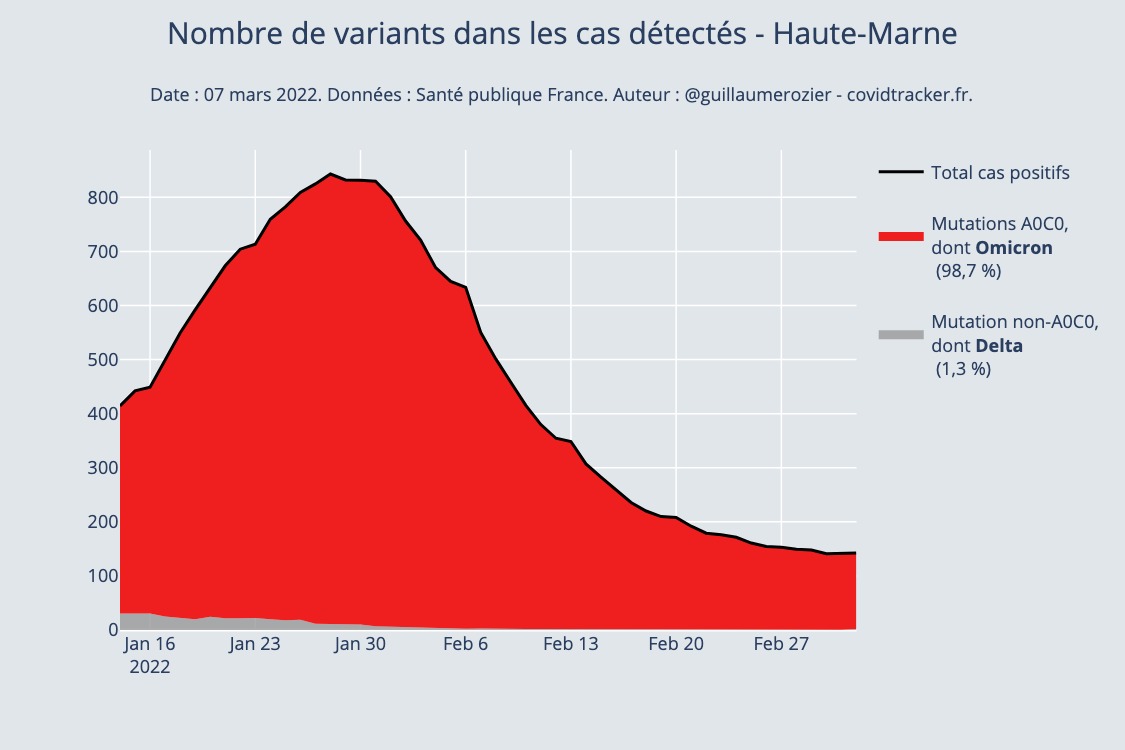 Nombre de variants dans les cas détectés - Haute-Marne
Date : 07 mars 2022. Données : Santé publique France. Auteur : @guillaumerozier - covidtracker.fr.
Total cas positifs
Mutations A0C0,
dont Omicron
(98,7 %)
Mutation non-A0C0,
dont Delta
(1,3 %)
800
700
600
500
400
300
200
100
0
Jan 16
2022
Jan 23
Jan 30
Feb 6
Feb 13
Feb 20
Feb 27